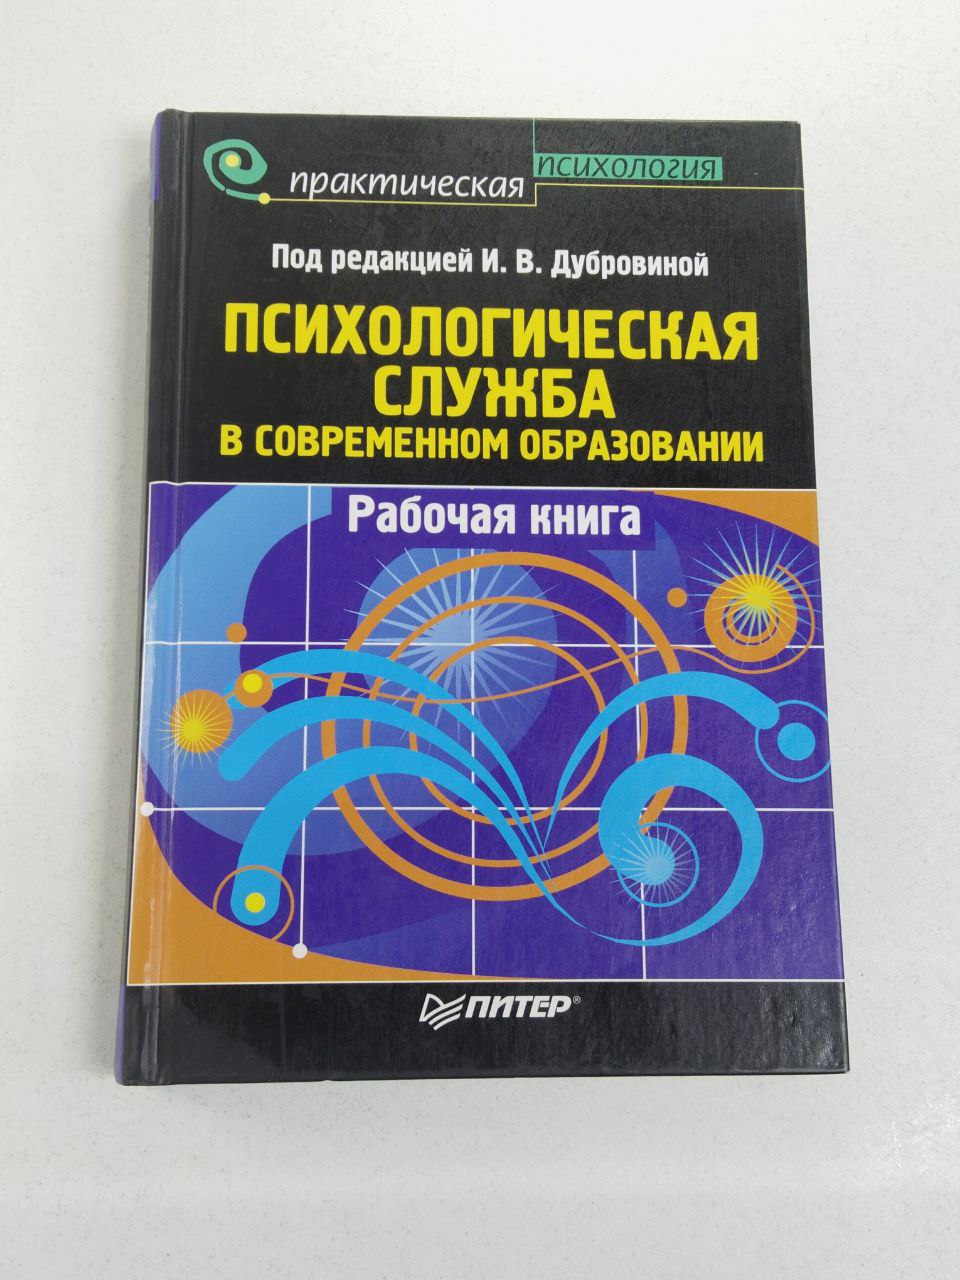 практическая психология
Под редакцией И. В. Дубровиной
ПСИХОЛОГИЧЕСКАЯ
СЛУЖБА
В СОВРЕМЕННОМ ОБРАЗОВАНИИ
Рабочая книга
ПИТЕР®